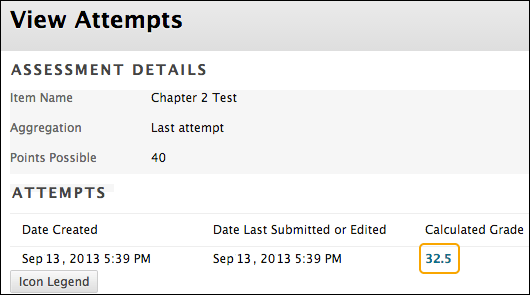 View Attempts
ASSESSMENT DETAILS
Item Name Chapter 2 Test
Aggregation Last attempt
Points Possible 40
ATTEMPTS
Date Created Date Last Submitted or Edited Calculated Grade
Sep 13, 2013 5:39 PM Sep 13, 2013 5:39 PM 32.5
Icon Legend